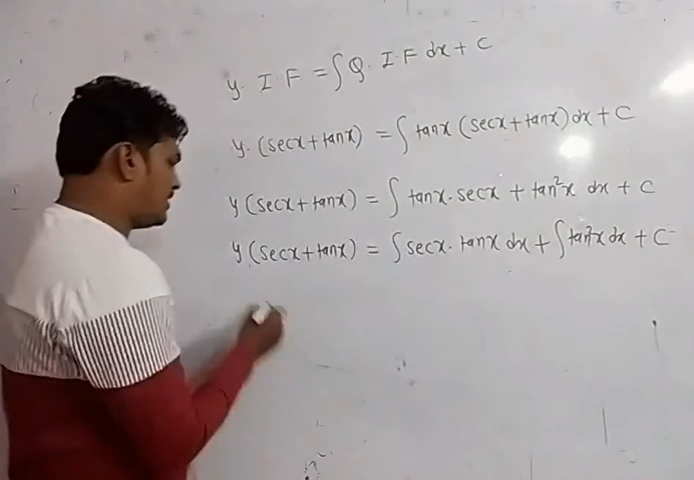 y. I.F = ∫Q. I.F dx + C
y. (secx + tanx) = ∫ tanx (secx + tanx) dx + C
y (secx + tanx) = ∫ tanx. secx + tan²x dx + C
y (secx + tanx) = ∫ secx. tanx dx + ∫ tan²x dx + C